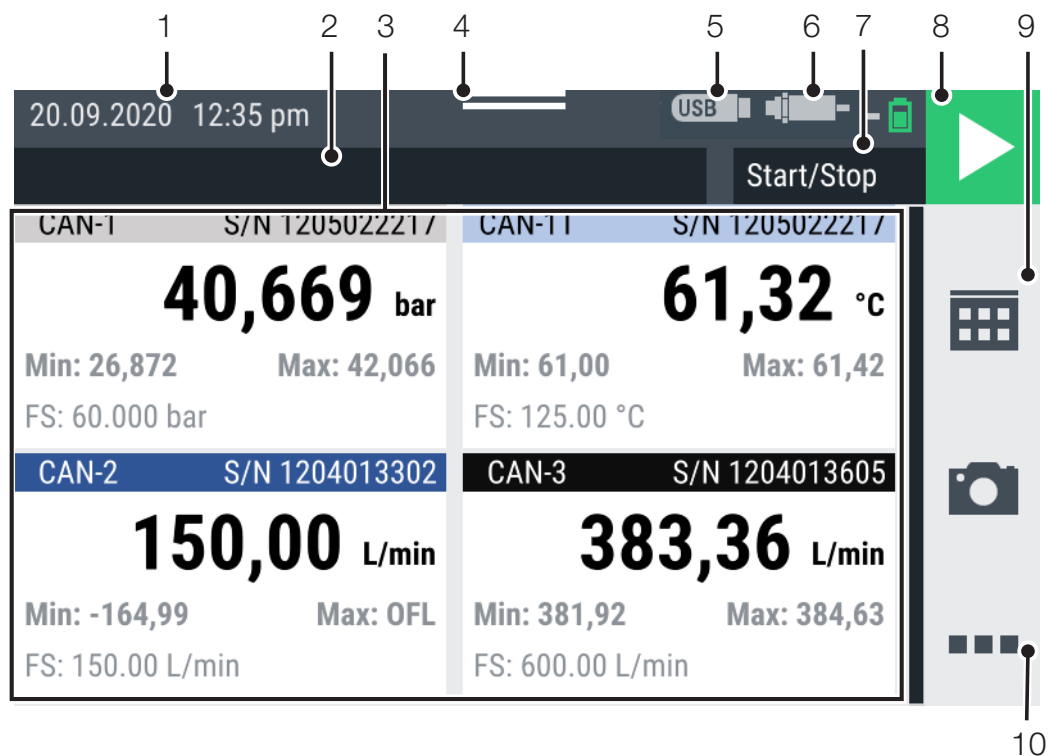 1 2 3 4 5 6 7 8 9
20.09.2020 12:35 pm USB
Start/Stop
CAN-1 S/N 1205022217 CAN-1T S/N 1205022217
40,669 bar 61,32 °C
Min: 26,872 Max: 42,066 Min: 61,00 Max: 61,42
FS: 60.000 bar FS: 125.00 °C
CAN-2 S/N 1204013302 CAN-3 S/N 1204013605
150,00 L/min 383,36 L/min
Min: -164,99 Max: OFL Min: 381,92 Max: 384,63
FS: 150.00 L/min FS: 600.00 L/min
10